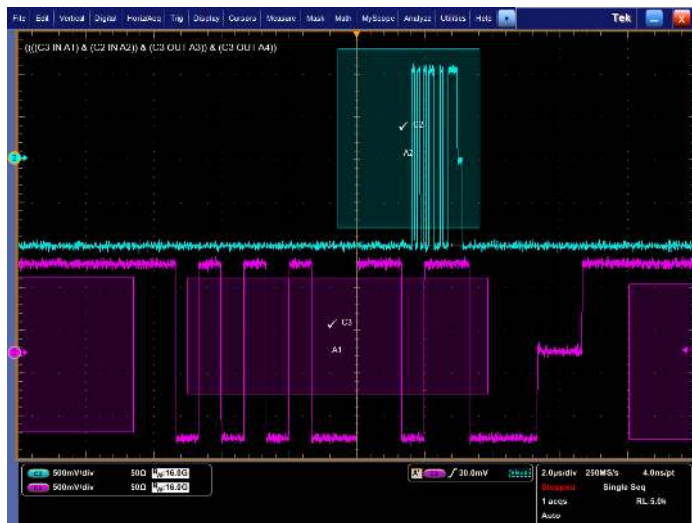 File Edit Vertical Digital Horiz/Acq Trig Display Cursors Measure Mask Math MyScope Analyze Utilities Help Tek
((((C3 IN A1) & (C2 IN A2)) & (C3 OUT A3)) & (C3 OUT A4))
C2
A2
C3
A1
C2 500mV/div 50Ω BW:16.0G
500mV/div 50Ω BW:16.0G
A' 30.0mV
2.0µs/div 250MS/s 4.0ns/pt
Stopped Single Seq
1 acqs RL:5.0k
Auto